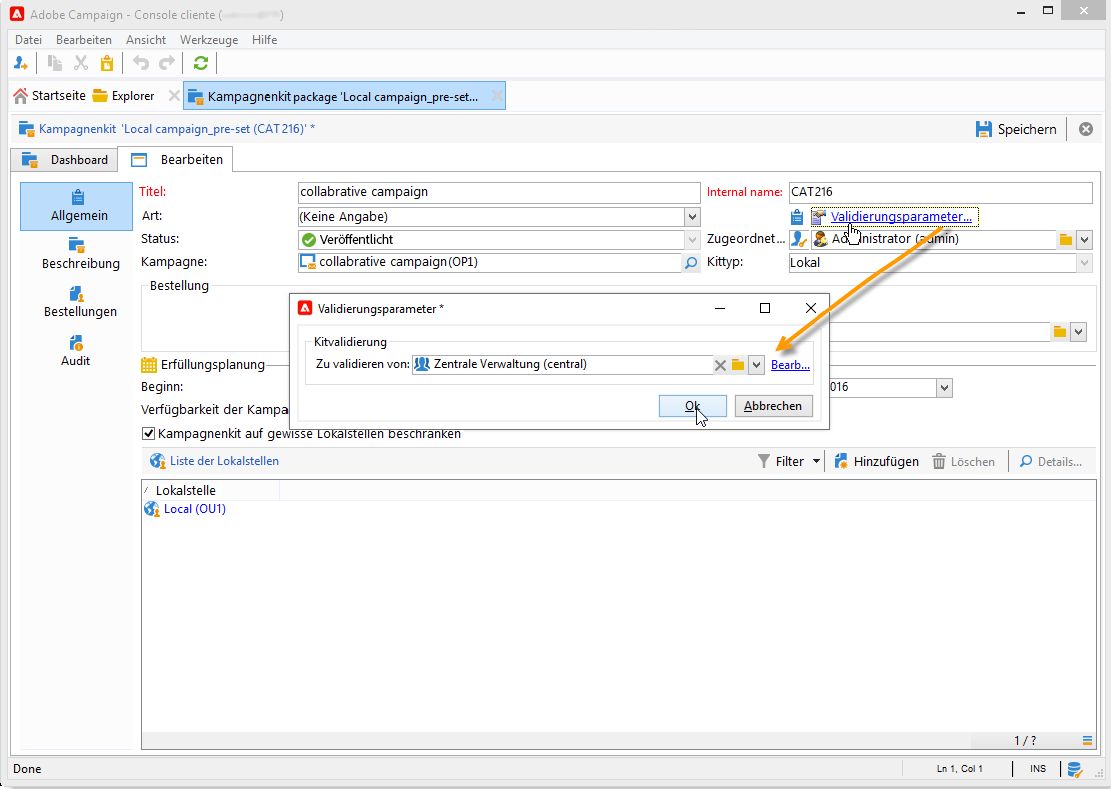 Adobe Campaign - Console cliente (
)
Datei Bearbeiten Ansicht Werkzeuge Hilfe
Startseite Explorer Kampagnenkit package 'Local campaign_pre-set...
Kampagnenkit 'Local campaign_pre-set (CAT216)' * Speichern
Dashboard Bearbeiten
Allgemein
Beschreibung
Bestellungen
Audit
Titel: collabrative campaign Internal name: CAT216
Art: (Keine Angabe) Validierungsparameter...
Status: Veröffentlicht Zugeordnet... Administrator (admin)
Kampagne: collabrative campaign(OP1) Kittyp: Lokal
Bestellung
Validierungsparameter *
Kitvalidierung
Zu validieren von: Zentrale Verwaltung (central) Bearb...
Ok Abbrechen
Erfüllungsplanung
Beginn: 016
Verfügbarkeit der Kampa
Kampagnenkit auf gewisse Lokalstellen beschränken
Liste der Lokalstellen Filter Hinzufügen Löschen Details...
Lokalstelle
Local (OU1)
1 / ?
Done Ln 1, Col 1 INS